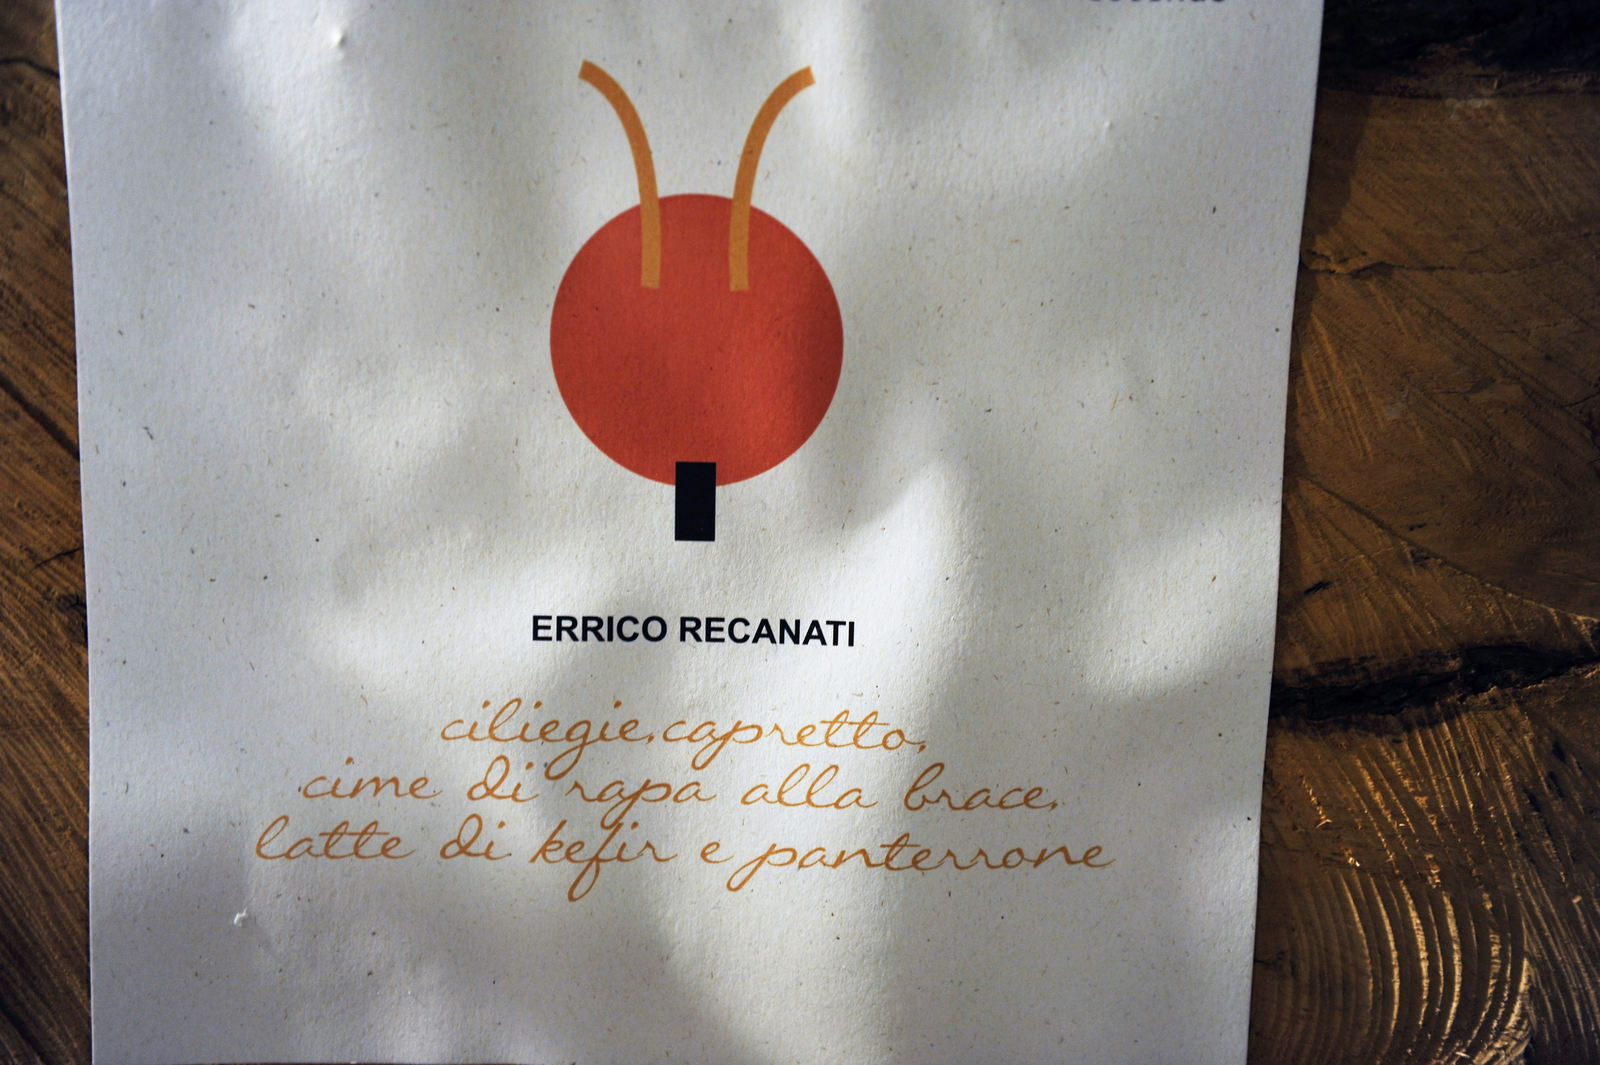 ERRICO RECANATI
ciliegie, capretto,
cime di rapa alla brace,
latte di kefir e panterrone